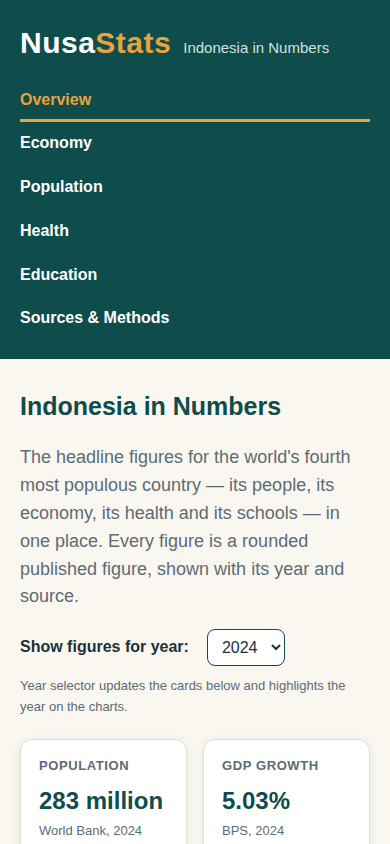 NusaStats Indonesia in Numbers
Overview
Economy
Population
Health
Education
Sources & Methods
Indonesia in Numbers
The headline figures for the world's fourth
most populous country — its people, its
economy, its health and its schools — in
one place. Every figure is a rounded
published figure, shown with its year and
source.
Show figures for year: 2024
Year selector updates the cards below and highlights the
year on the charts.
POPULATION
283 million
World Bank, 2024
GDP GROWTH
5.03%
BPS, 2024